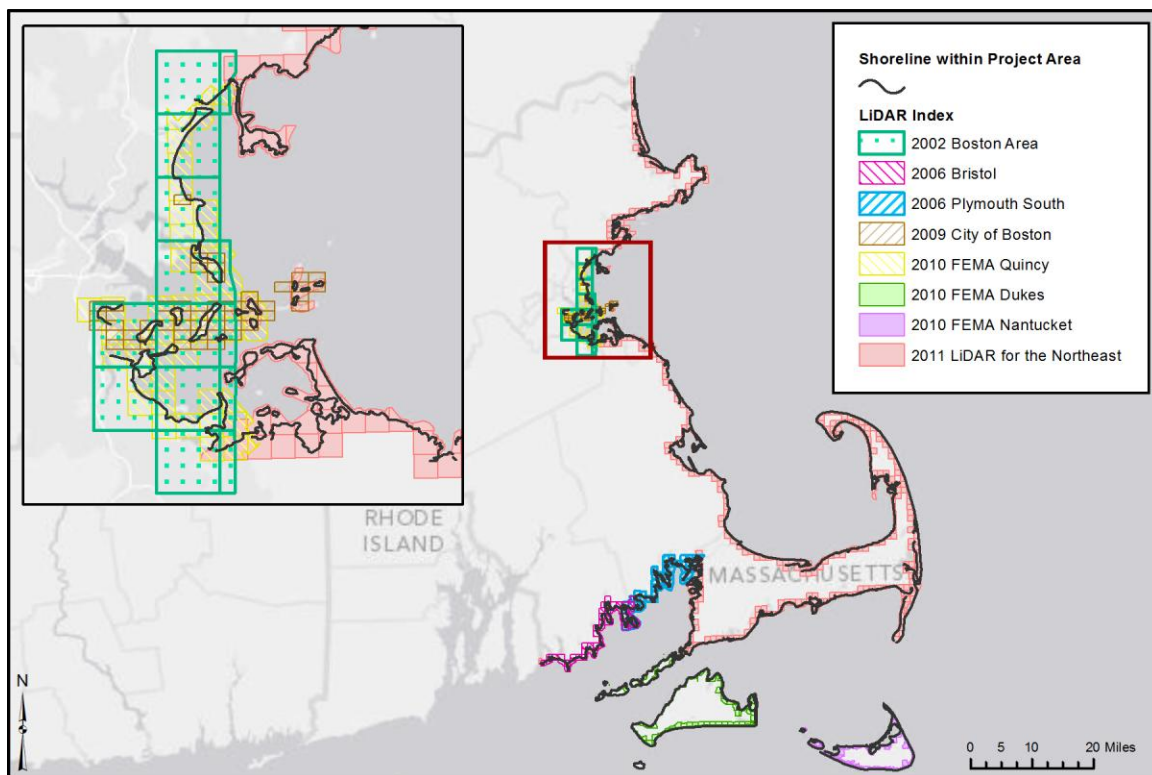 Shoreline within Project Area
LiDAR Index
2002 Boston Area
2006 Bristol
2006 Plymouth South
2009 City of Boston
2010 FEMA Quincy
2010 FEMA Dukes
2010 FEMA Nantucket
2011 LiDAR for the Northeast
RHODE
ISLAND
MASSACHUSETTS
N
0 5 10 20 Miles